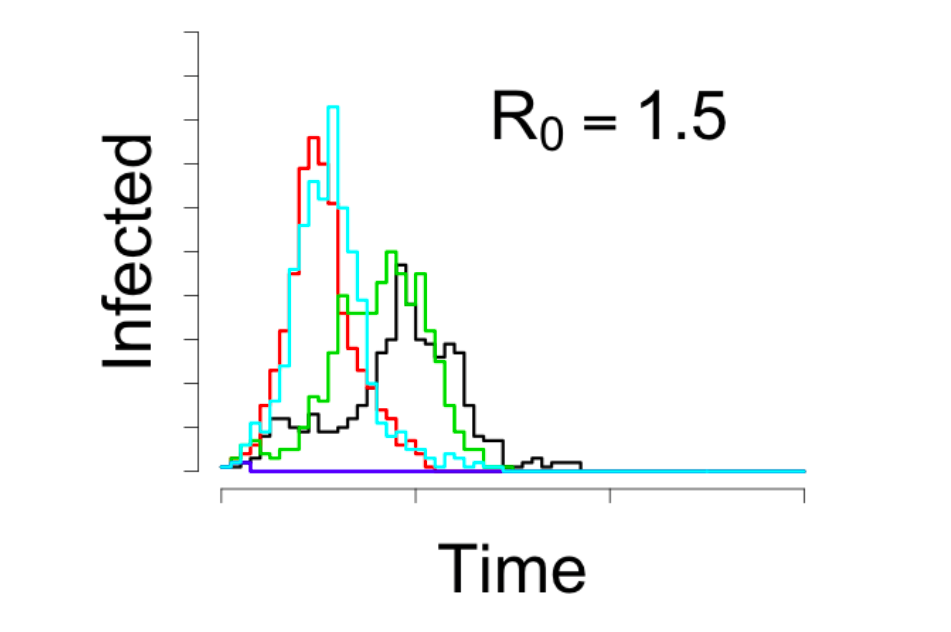 R₀ = 1.5
Infected
Time